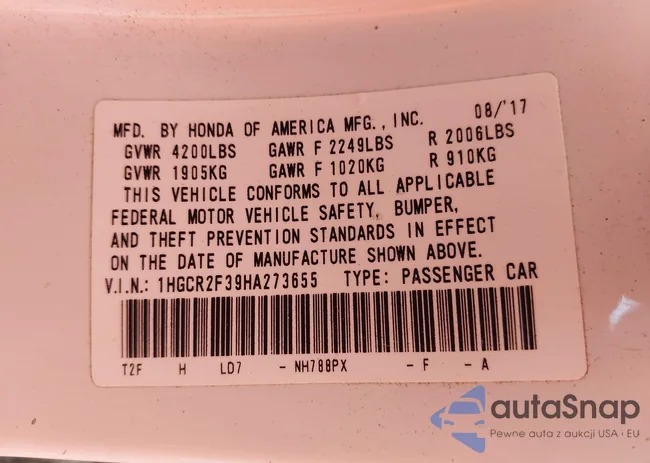 MFD. BY HONDA OF AMERICA MFG., INC. 08/'17
GVWR 4200LBS GAWR F 2249LBS R 2006LBS
GVWR 1905KG GAWR F 1020KG R 910KG
THIS VEHICLE CONFORMS TO ALL APPLICABLE
FEDERAL MOTOR VEHICLE SAFETY, BUMPER,
AND THEFT PREVENTION STANDARDS IN EFFECT
ON THE DATE OF MANUFACTURE SHOWN ABOVE.
V.I.N.: 1HGCR2F39HA273655 TYPE: PASSENGER CAR
T2F H LD7 - NH788PX - F - A
autaSnap
Pewne auta z aukcji USA · EU